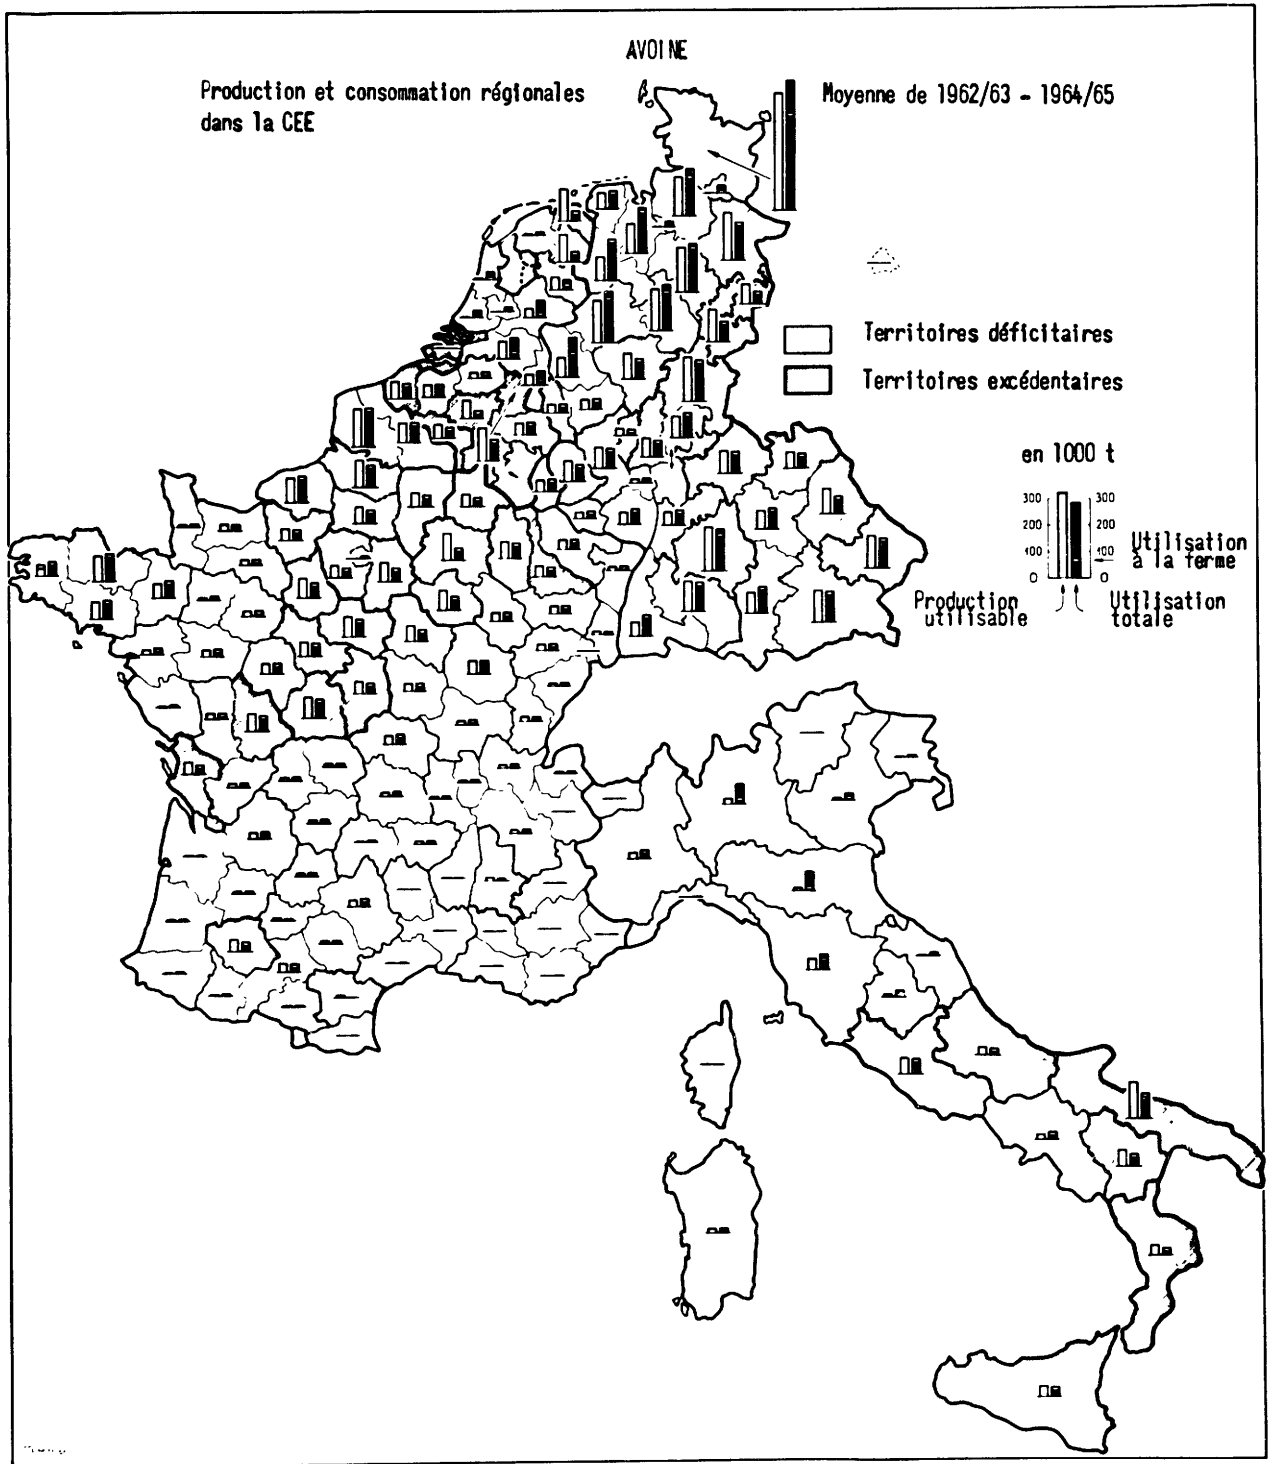 AVOINE
Production et consommation régionales
dans la CEE
Moyenne de 1962/63 - 1964/65
Territoires déficitaires
Territoires excédentaires
en 1000 t
300 300
200 200
100 100
0 0
Utilisation
à la ferme
Production
utilisable
Utilisation
totale